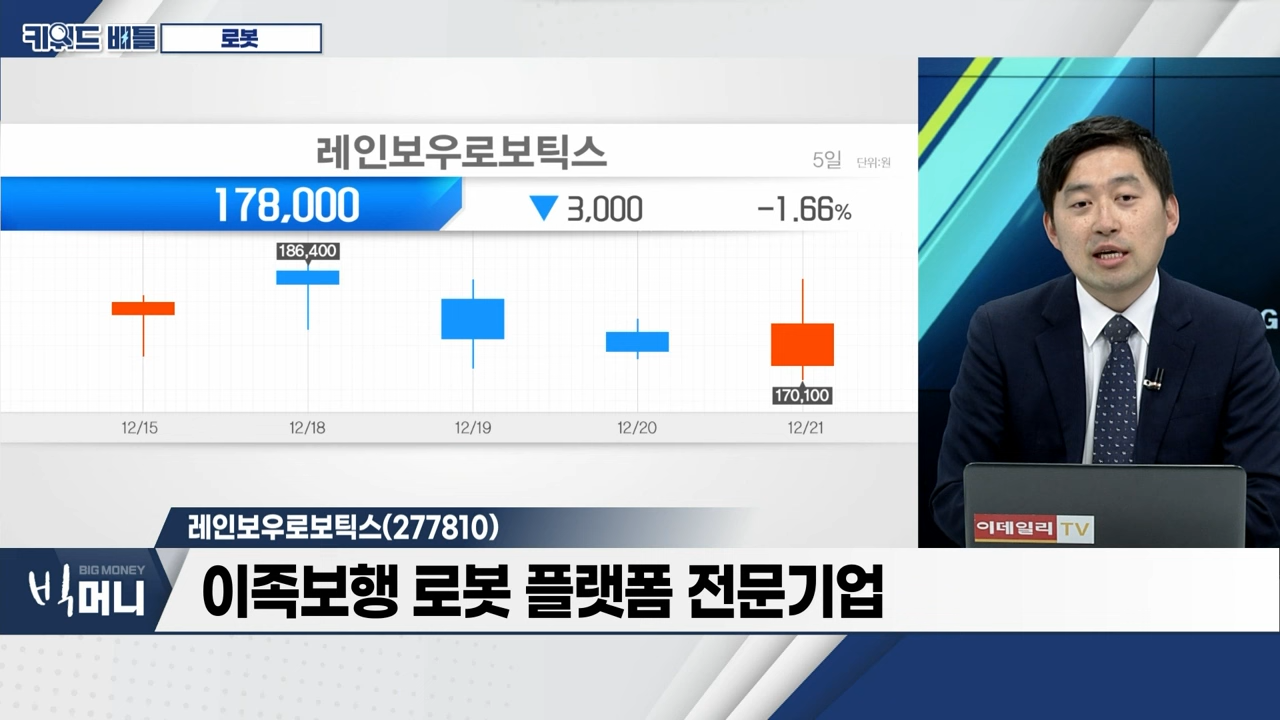 키워드 배틀
로봇
레인보우로보틱스
5일 단위:원
178,000 ▼ 3,000 -1.66%
186,400
170,100
12/15 12/18 12/19 12/20 12/21
G
이데일리TV
레인보우로보틱스(277810)
BIG MONEY
빅머니
이족보행 로봇 플랫폼 전문기업